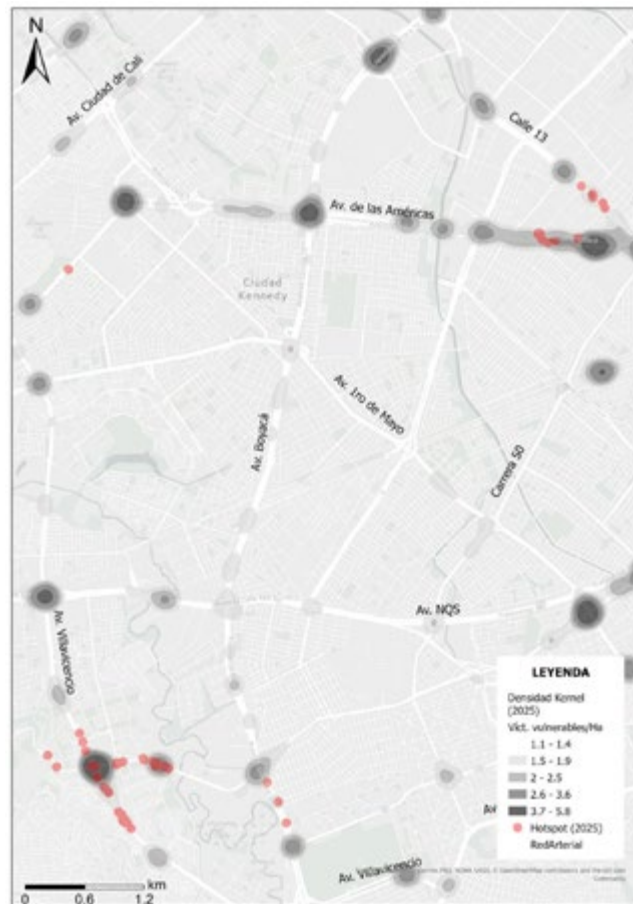 N
Av. Ciudad de Cali
Calle 13
Av. de las Américas
Ciudad
Kennedy
Av. 1ro de Mayo
Av. Boyacá
Carrera 50
Av. NQS
Av. Villavicencio
LEYENDA
Densidad Kernel
(2025)
Víct. vulnerables/Ha
1.1 - 1.4
1.5 - 1.9
2 - 2.5
2.6 - 3.6
3.7 - 5.8
Hotspot (2025)
RedArterial
Av
Av. Villavicencio
km
0 0.6 1.2